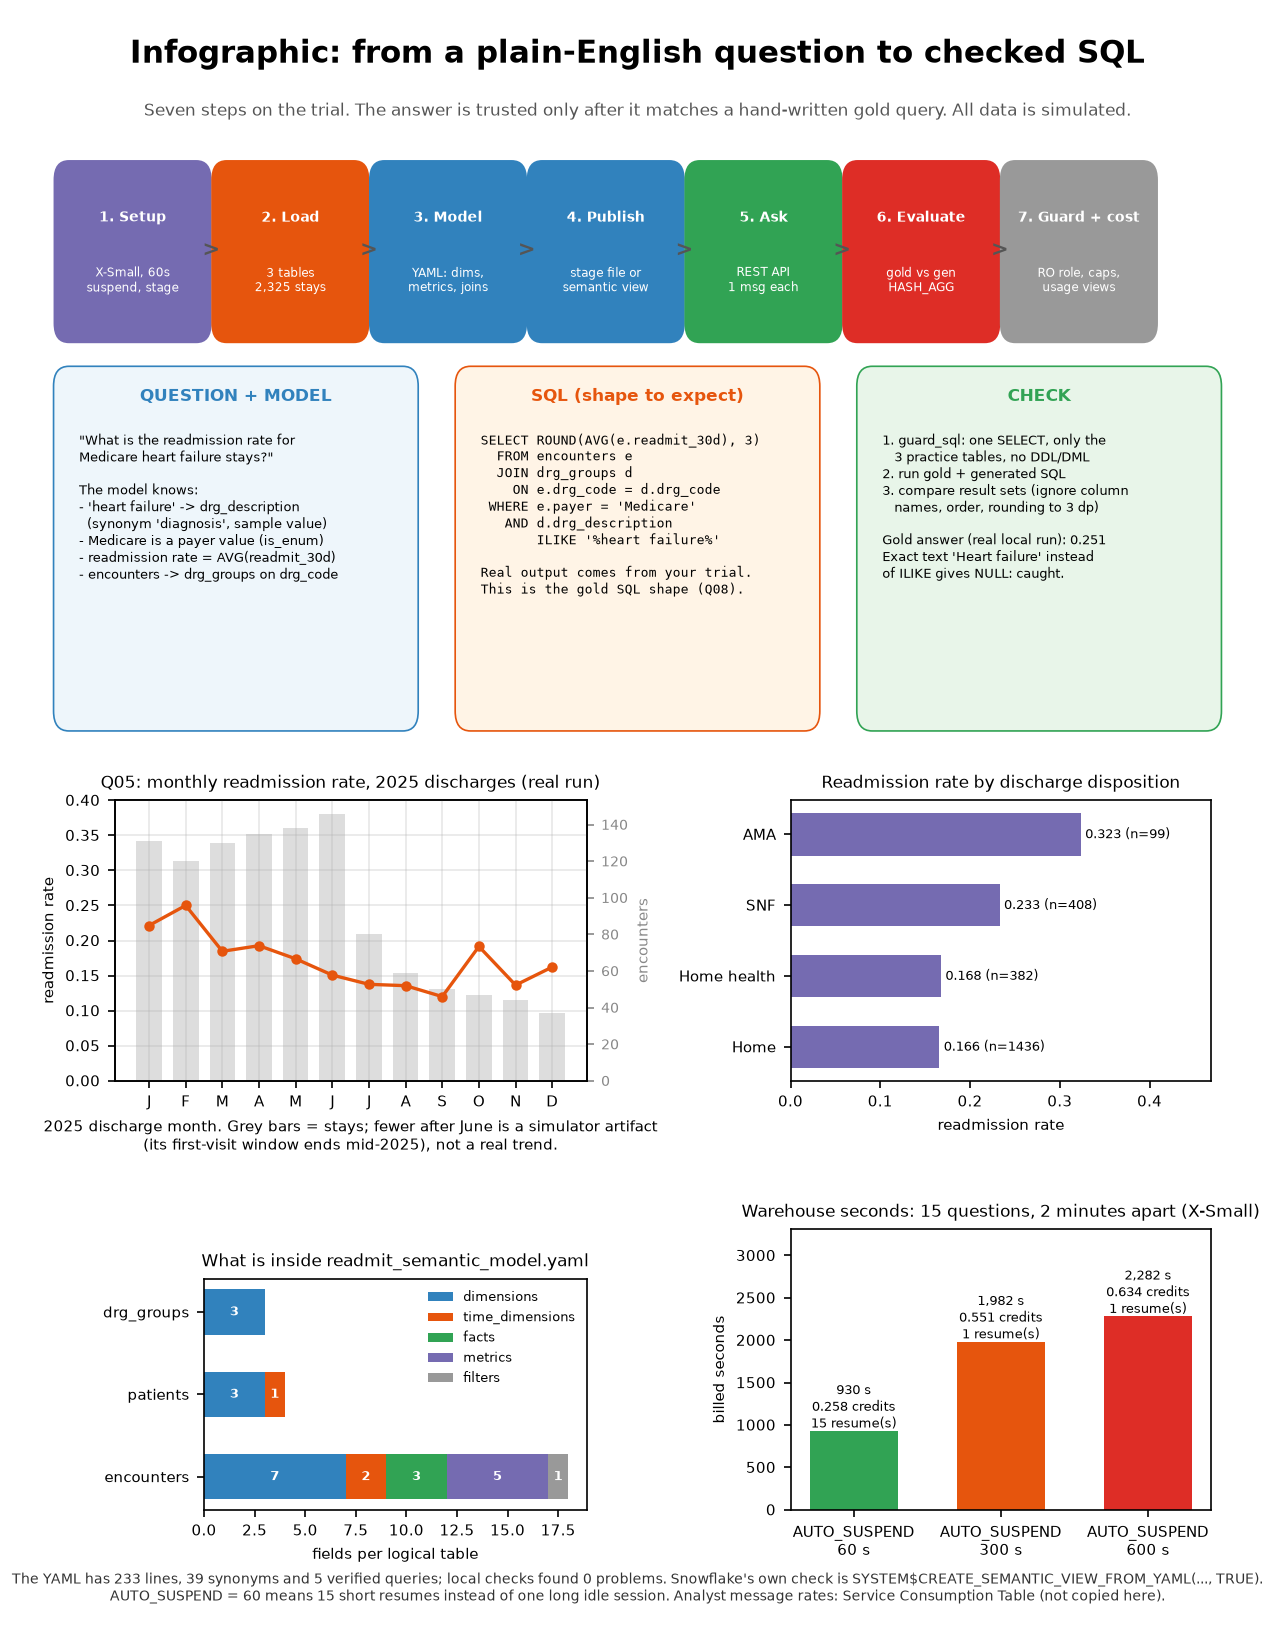 Infographic: from a plain-English question to checked SQL
Seven steps on the trial. The answer is trusted only after it matches a hand-written gold query. All data is simulated.
1. Setup
X-Small, 60s
suspend, stage
>
2. Load
3 tables
2,325 stays
>
3. Model
YAML: dims,
metrics, joins
>
4. Publish
stage file or
semantic view
>
5. Ask
REST API
1 msg each
>
6. Evaluate
gold vs gen
HASH_AGG
>
7. Guard + cost
RO role, caps,
usage views
QUESTION + MODEL
"What is the readmission rate for
Medicare heart failure stays?"
The model knows:
- 'heart failure' -> drg_description
(synonym 'diagnosis', sample value)
- Medicare is a payer value (is_enum)
- readmission rate = AVG(readmit_30d)
- encounters -> drg_groups on drg_code
SQL (shape to expect)
SELECT ROUND(AVG(e.readmit_30d), 3)
FROM encounters e
JOIN drg_groups d
ON e.drg_code = d.drg_code
WHERE e.payer = 'Medicare'
AND d.drg_description
ILIKE '%heart failure%'
Real output comes from your trial.
This is the gold SQL shape (Q08).
CHECK
1. guard_sql: one SELECT, only the
3 practice tables, no DDL/DML
2. run gold + generated SQL
3. compare result sets (ignore column
names, order, rounding to 3 dp)
Gold answer (real local run): 0.251
Exact text 'Heart failure' instead
of ILIKE gives NULL: caught.
Q05: monthly readmission rate, 2025 discharges (real run)
readmission rate
0.40
0.35
0.30
0.25
0.20
0.15
0.10
0.05
0.00
J F M A M J J A S O N D
140
120
100
80
60
40
20
0
encounters
2025 discharge month. Grey bars = stays; fewer after June is a simulator artifact
(its first-visit window ends mid-2025), not a real trend.
Readmission rate by discharge disposition
AMA
0.323 (n=99)
SNF
0.233 (n=408)
Home health
0.168 (n=382)
Home
0.166 (n=1436)
0.0 0.1 0.2 0.3 0.4
readmission rate
What is inside readmit_semantic_model.yaml
drg_groups
3
patients
3 1
encounters
7 2 3 5 1
dimensions
time_dimensions
facts
metrics
filters
0.0 2.5 5.0 7.5 10.0 12.5 15.0 17.5
fields per logical table
Warehouse seconds: 15 questions, 2 minutes apart (X-Small)
billed seconds
3000
2500
2000
1500
1000
500
0
930 s
0.258 credits
15 resume(s)
1,982 s
0.551 credits
1 resume(s)
2,282 s
0.634 credits
1 resume(s)
AUTO_SUSPEND
60 s
AUTO_SUSPEND
300 s
AUTO_SUSPEND
600 s
The YAML has 233 lines, 39 synonyms and 5 verified queries; local checks found 0 problems. Snowflake's own check is SYSTEM$CREATE_SEMANTIC_VIEW_FROM_YAML(..., TRUE).
AUTO_SUSPEND = 60 means 15 short resumes instead of one long idle session. Analyst message rates: Service Consumption Table (not copied here).